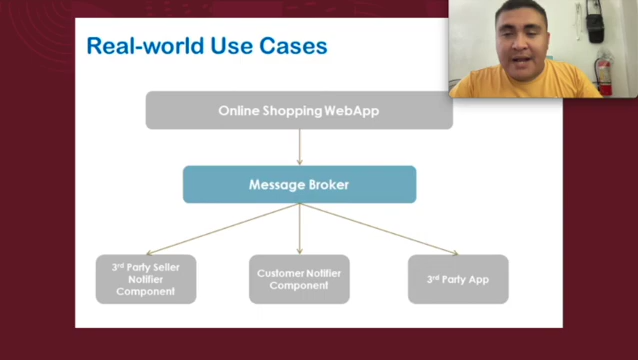 Real-world Use Cases
Online Shopping WebApp
Message Broker
3rd Party Seller
Notifier
Component
Customer Notifier
Component
3rd Party App